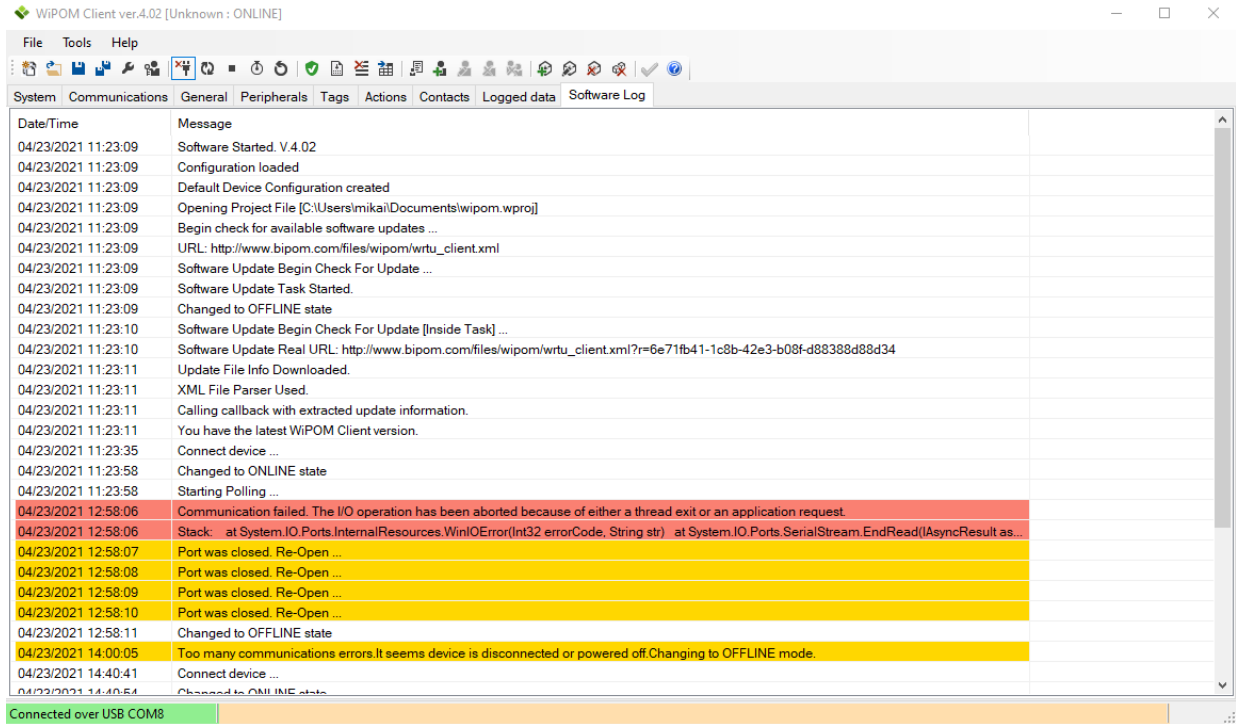 WiPOM Client ver.4.02 [Unknown : ONLINE]
File Tools Help
System Communications General Peripherals Tags Actions Contacts Logged data Software Log
Date/Time Message
04/23/2021 11:23:09 Software Started. V.4.02
04/23/2021 11:23:09 Configuration loaded
04/23/2021 11:23:09 Default Device Configuration created
04/23/2021 11:23:09 Opening Project File [C:\Users\mikai\Documents\wipom.wproj]
04/23/2021 11:23:09 Begin check for available software updates ...
04/23/2021 11:23:09 URL: http://www.bipom.com/files/wipom/wrtu_client.xml
04/23/2021 11:23:09 Software Update Begin Check For Update ...
04/23/2021 11:23:09 Software Update Task Started.
04/23/2021 11:23:09 Changed to OFFLINE state
04/23/2021 11:23:10 Software Update Begin Check For Update [Inside Task] ...
04/23/2021 11:23:10 Software Update Real URL: http://www.bipom.com/files/wipom/wrtu_client.xml?r=6e71fb41-1c8b-42e3-b08f-d88388d88d34
04/23/2021 11:23:11 Update File Info Downloaded.
04/23/2021 11:23:11 XML File Parser Used.
04/23/2021 11:23:11 Calling callback with extracted update information.
04/23/2021 11:23:11 You have the latest WiPOM Client version.
04/23/2021 11:23:35 Connect device ...
04/23/2021 11:23:58 Changed to ONLINE state
04/23/2021 11:23:58 Starting Polling ...
04/23/2021 12:58:06 Communication failed. The I/O operation has been aborted because of either a thread exit or an application request.
04/23/2021 12:58:06 Stack: at System.IO.Ports.InternalResources.WinIOError(Int32 errorCode, String str) at System.IO.Ports.SerialStream.EndRead(IAsyncResult as...
04/23/2021 12:58:07 Port was closed. Re-Open ...
04/23/2021 12:58:08 Port was closed. Re-Open ...
04/23/2021 12:58:09 Port was closed. Re-Open ...
04/23/2021 12:58:10 Port was closed. Re-Open ...
04/23/2021 12:58:11 Changed to OFFLINE state
04/23/2021 14:00:05 Too many communications errors.It seems device is disconnected or powered off.Changing to OFFLINE mode.
04/23/2021 14:40:41 Connect device ...
04/23/2021 14:40:54 Changed to ONLINE state
Connected over USB COM8